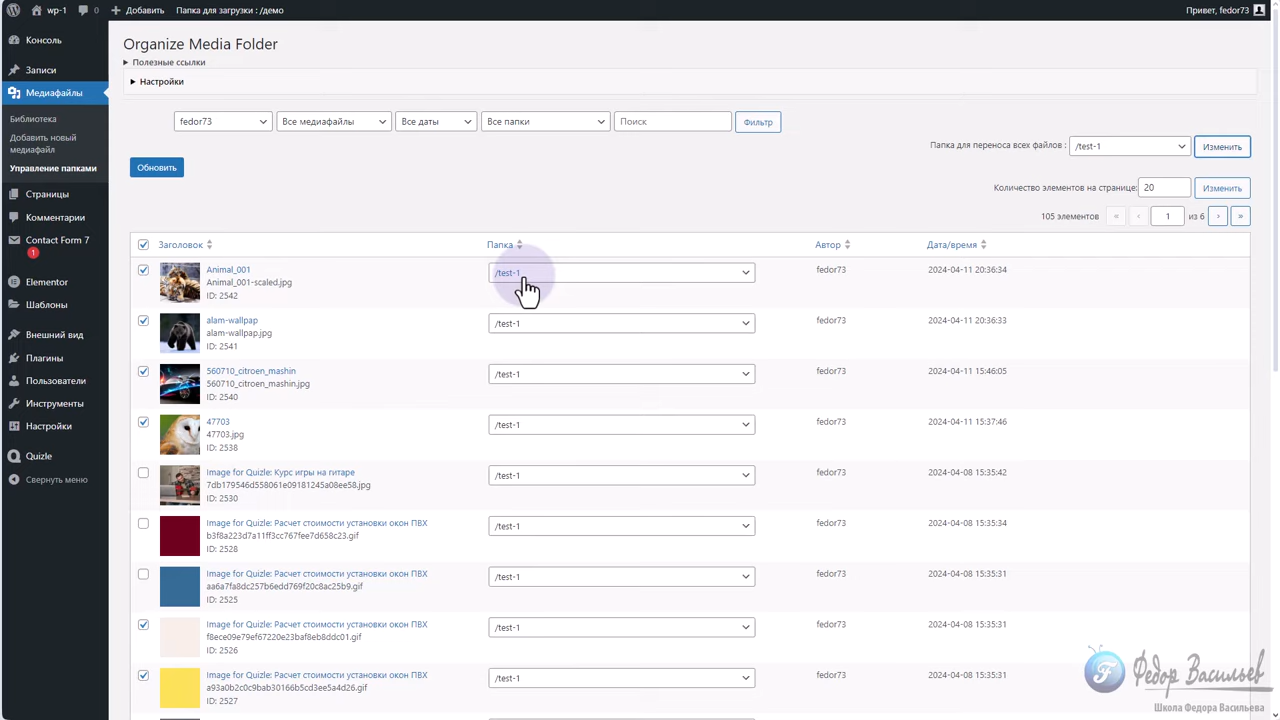 wp-1
0
Добавить
Папка для загрузки : /демо
Привет, fedor73
Консоль
Записи
Медиафайлы
Библиотека
Добавить новый
медиафайл
Управление папками
Страницы
Комментарии
Contact Form 7
1
Elementor
Шаблоны
Внешний вид
Плагины
Пользователи
Инструменты
Настройки
Quizle
Свернуть меню
Organize Media Folder
Полезные ссылки
Настройки
fedor73
Все медиафайлы
Все даты
Все папки
Поиск
Фильтр
Папка для переноса всех файлов :
/test-1
Изменить
Обновить
Количество элементов на странице:
20
Изменить
105 элементов
«
‹
1
из 6
›
»
Заголовок
Папка
Автор
Дата/время
Animal_001
Animal_001-scaled.jpg
ID: 2542
/test-1
fedor73
2024-04-11 20:36:34
alam-wallpap
alam-wallpap.jpg
ID: 2541
/test-1
fedor73
2024-04-11 20:36:33
560710_citroen_mashin
560710_citroen_mashin.jpg
ID: 2540
/test-1
fedor73
2024-04-11 15:46:05
47703
47703.jpg
ID: 2538
/test-1
fedor73
2024-04-11 15:37:46
Image for Quizle: Курс игры на гитаре
7db179546d558061e09181245a08ee58.jpg
ID: 2530
/test-1
fedor73
2024-04-08 15:35:42
Image for Quizle: Расчет стоимости установки окон ПВХ
b3f8a223d7a11ff3cc767fee7d658c23.gif
ID: 2528
/test-1
fedor73
2024-04-08 15:35:34
Image for Quizle: Расчет стоимости установки окон ПВХ
aa6a7fa8dc257b6edd769f20c8ac25b9.gif
ID: 2525
/test-1
fedor73
2024-04-08 15:35:31
Image for Quizle: Расчет стоимости установки окон ПВХ
f8ece09e79ef67220e23baf8eb8ddc01.gif
ID: 2526
/test-1
fedor73
2024-04-08 15:35:31
Image for Quizle: Расчет стоимости установки окон ПВХ
a93a0b2c0c9bab30166b5cd3ee5a4d26.gif
ID: 2527
/test-1
fedor73
2024-04-08 15:35:31
Федор Васильев
Школа Федора Васильева